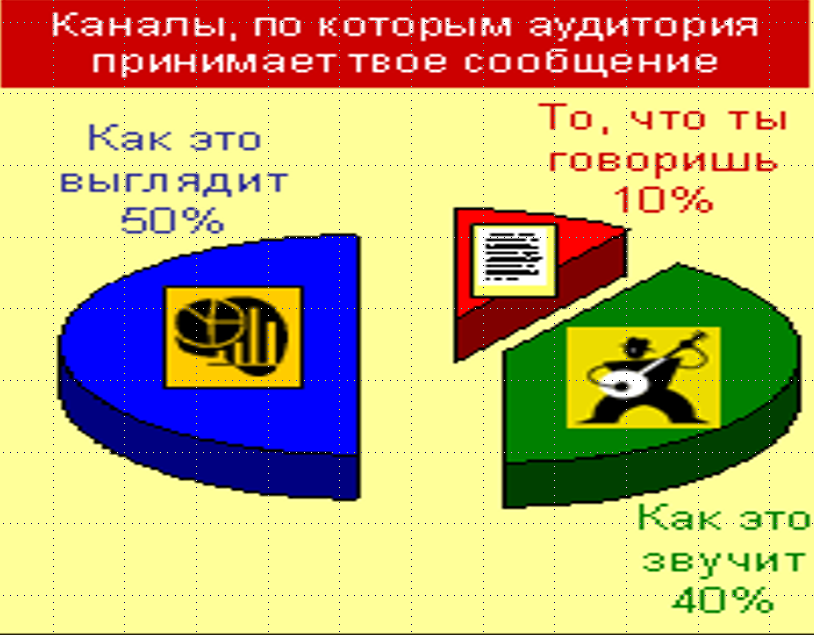 Каналы, по которым аудитория
принимает твое сообщение
Как это
выглядит
50%
То, что ты
говоришь
10%
Как это
звучит
40%